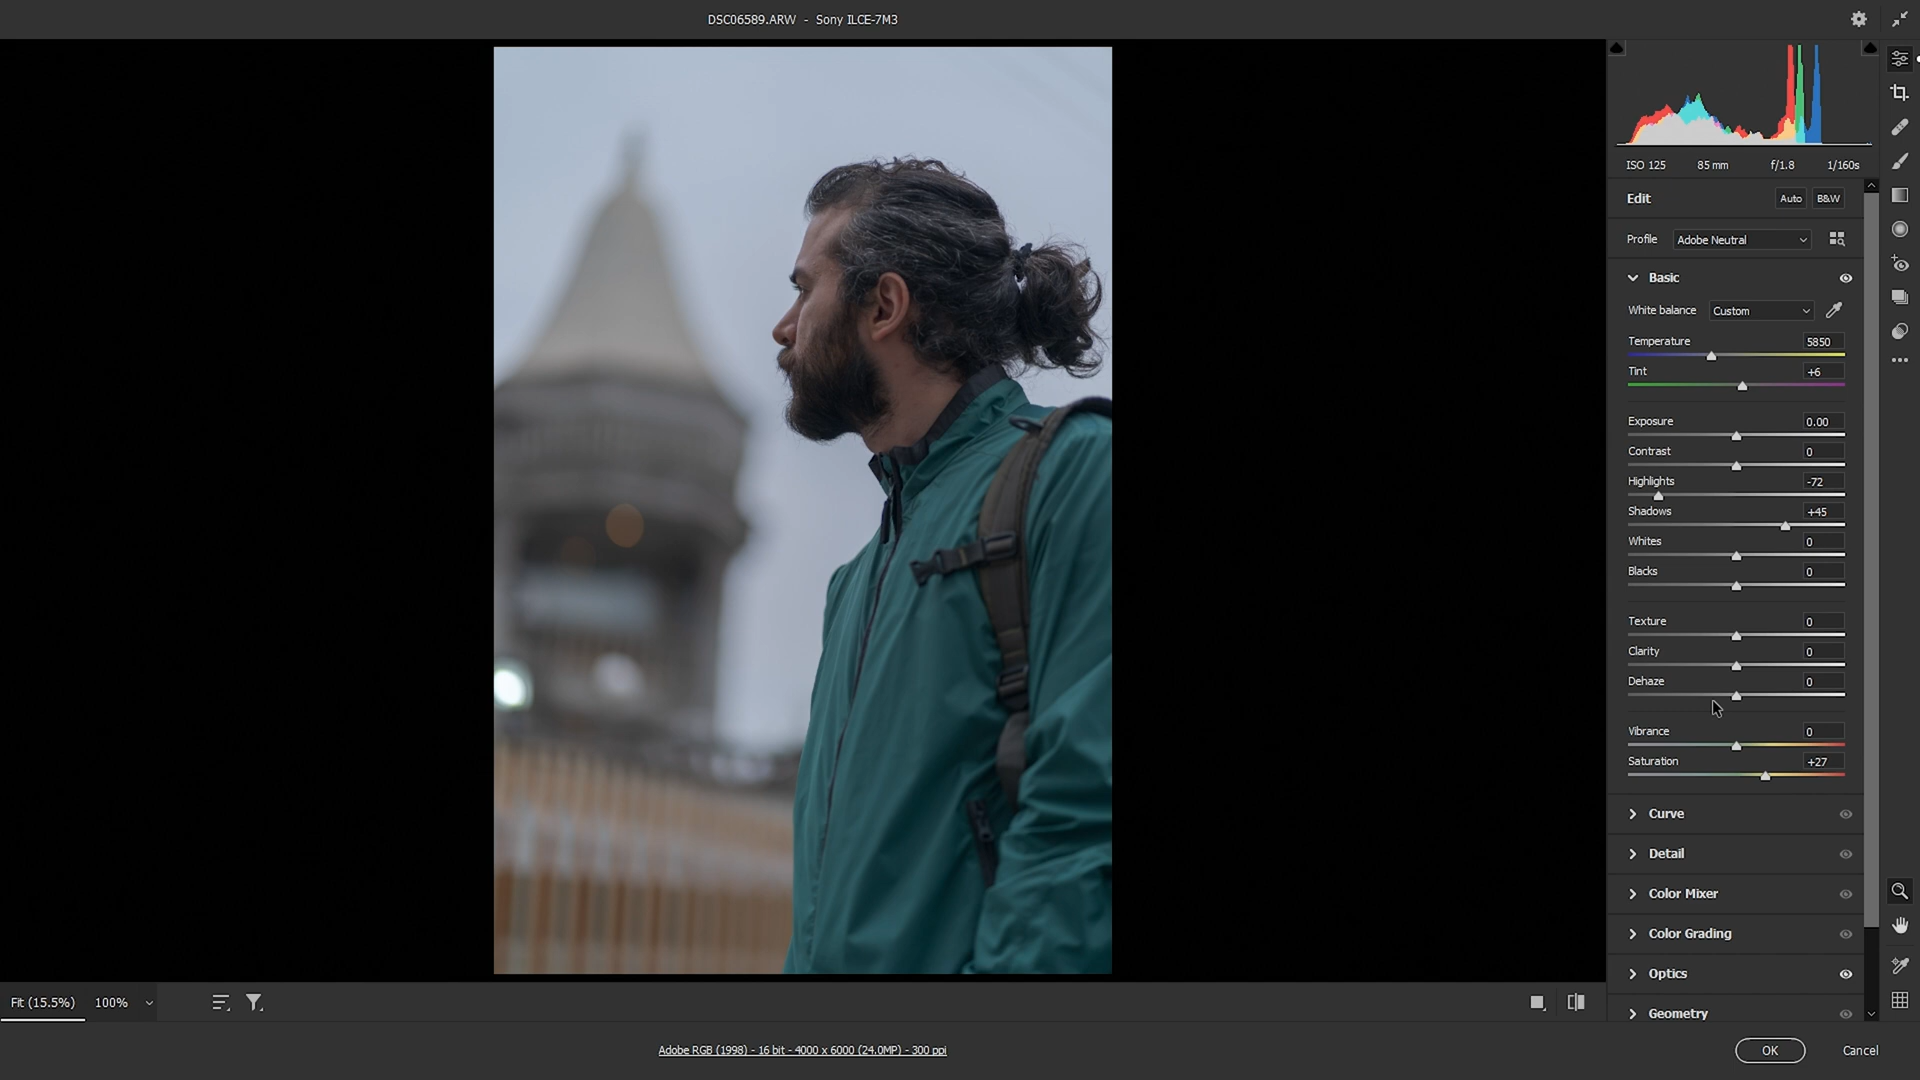 DSC06589.ARW - Sony ILCE-7M3
ISO 125 85 mm f/1.8 1/160s
Edit Auto B&W
Profile Adobe Neutral
Basic
White balance Custom
Temperature 5850
Tint +6
Exposure 0.00
Contrast 0
Highlights -72
Shadows +45
Whites 0
Blacks 0
Texture 0
Clarity 0
Dehaze 0
Vibrance 0
Saturation +27
Curve
Detail
Color Mixer
Color Grading
Optics
Geometry
Fit (15.5%) 100%
Adobe RGB (1998) - 16 bit - 4000 x 6000 (24.0MP) - 300 ppi
OK Cancel